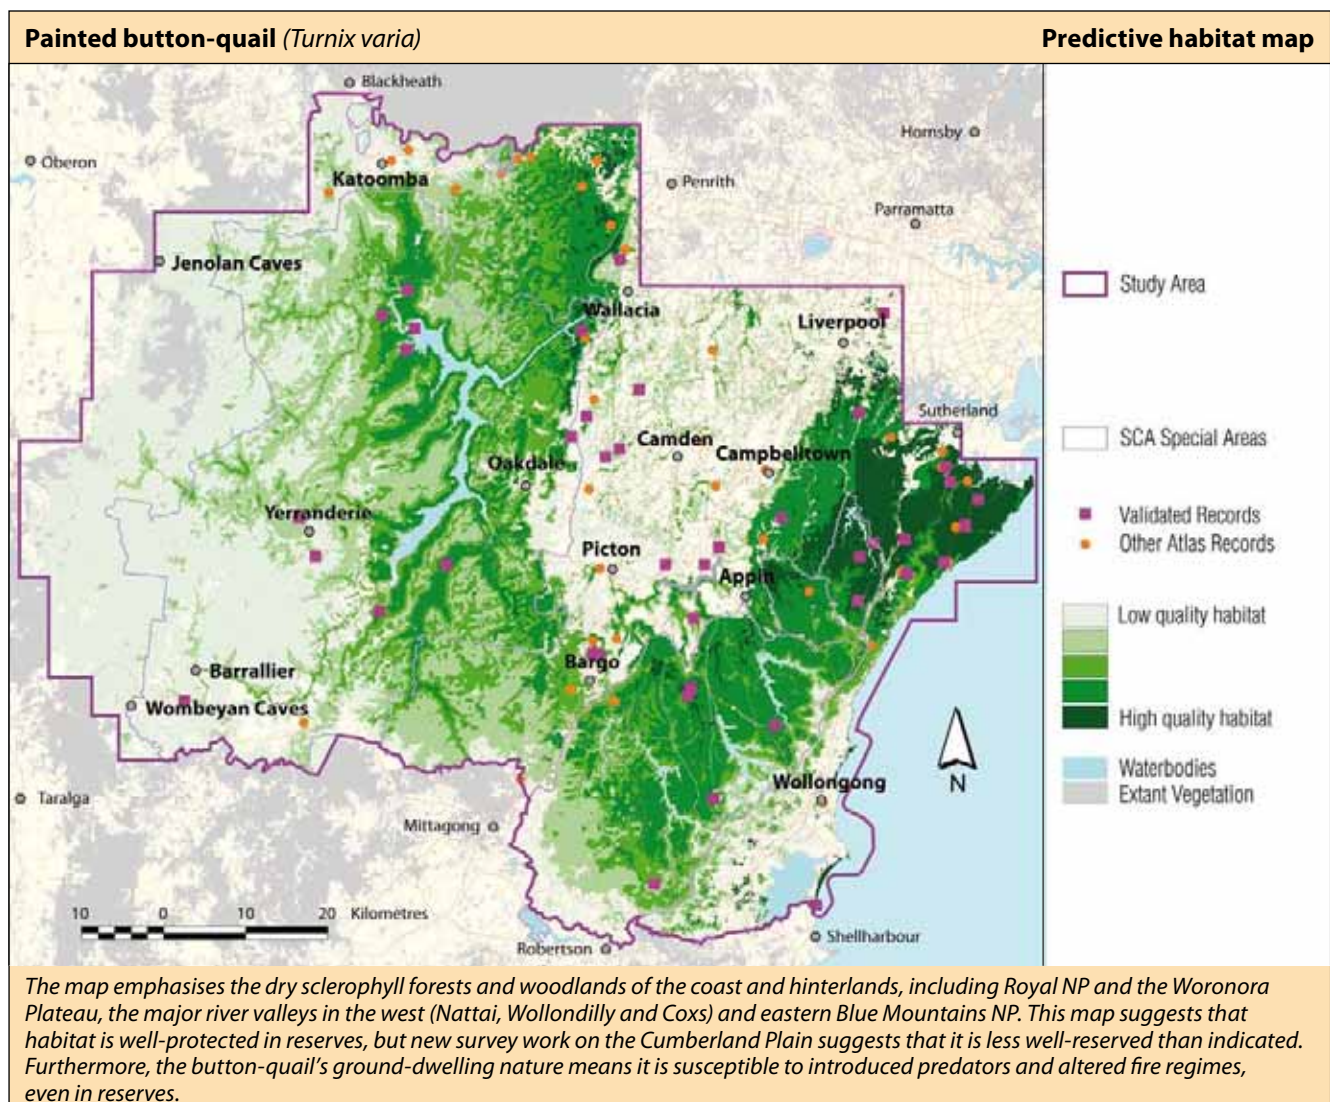 Painted button-quail (Turnix varia)
Predictive habitat map
Blackheath
Hornsby
Oberon
Katoomba
Penrith
Parramatta
Jenolan Caves
Study Area
Wallacia
Liverpool
Sutherland
SCA Special Areas
Camden
Campbelltown
Oakdale
Yerranderie
Validated Records
Other Atlas Records
Picton
Appin
Low quality habitat
Bargo
Barrallier
Wombeyan Caves
High quality habitat
Waterbodies
Extant Vegetation
N
Wollongong
Taralga
Mittagong
10 0 10 20 Kilometres
Robertson
Shellharbour
The map emphasises the dry sclerophyll forests and woodlands of the coast and hinterlands, including Royal NP and the Woronora
Plateau, the major river valleys in the west (Nattai, Wollondilly and Coxs) and eastern Blue Mountains NP. This map suggests that
habitat is well-protected in reserves, but new survey work on the Cumberland Plain suggests that it is less well-reserved than indicated.
Furthermore, the button-quail's ground-dwelling nature means it is susceptible to introduced predators and altered fire regimes,
even in reserves.